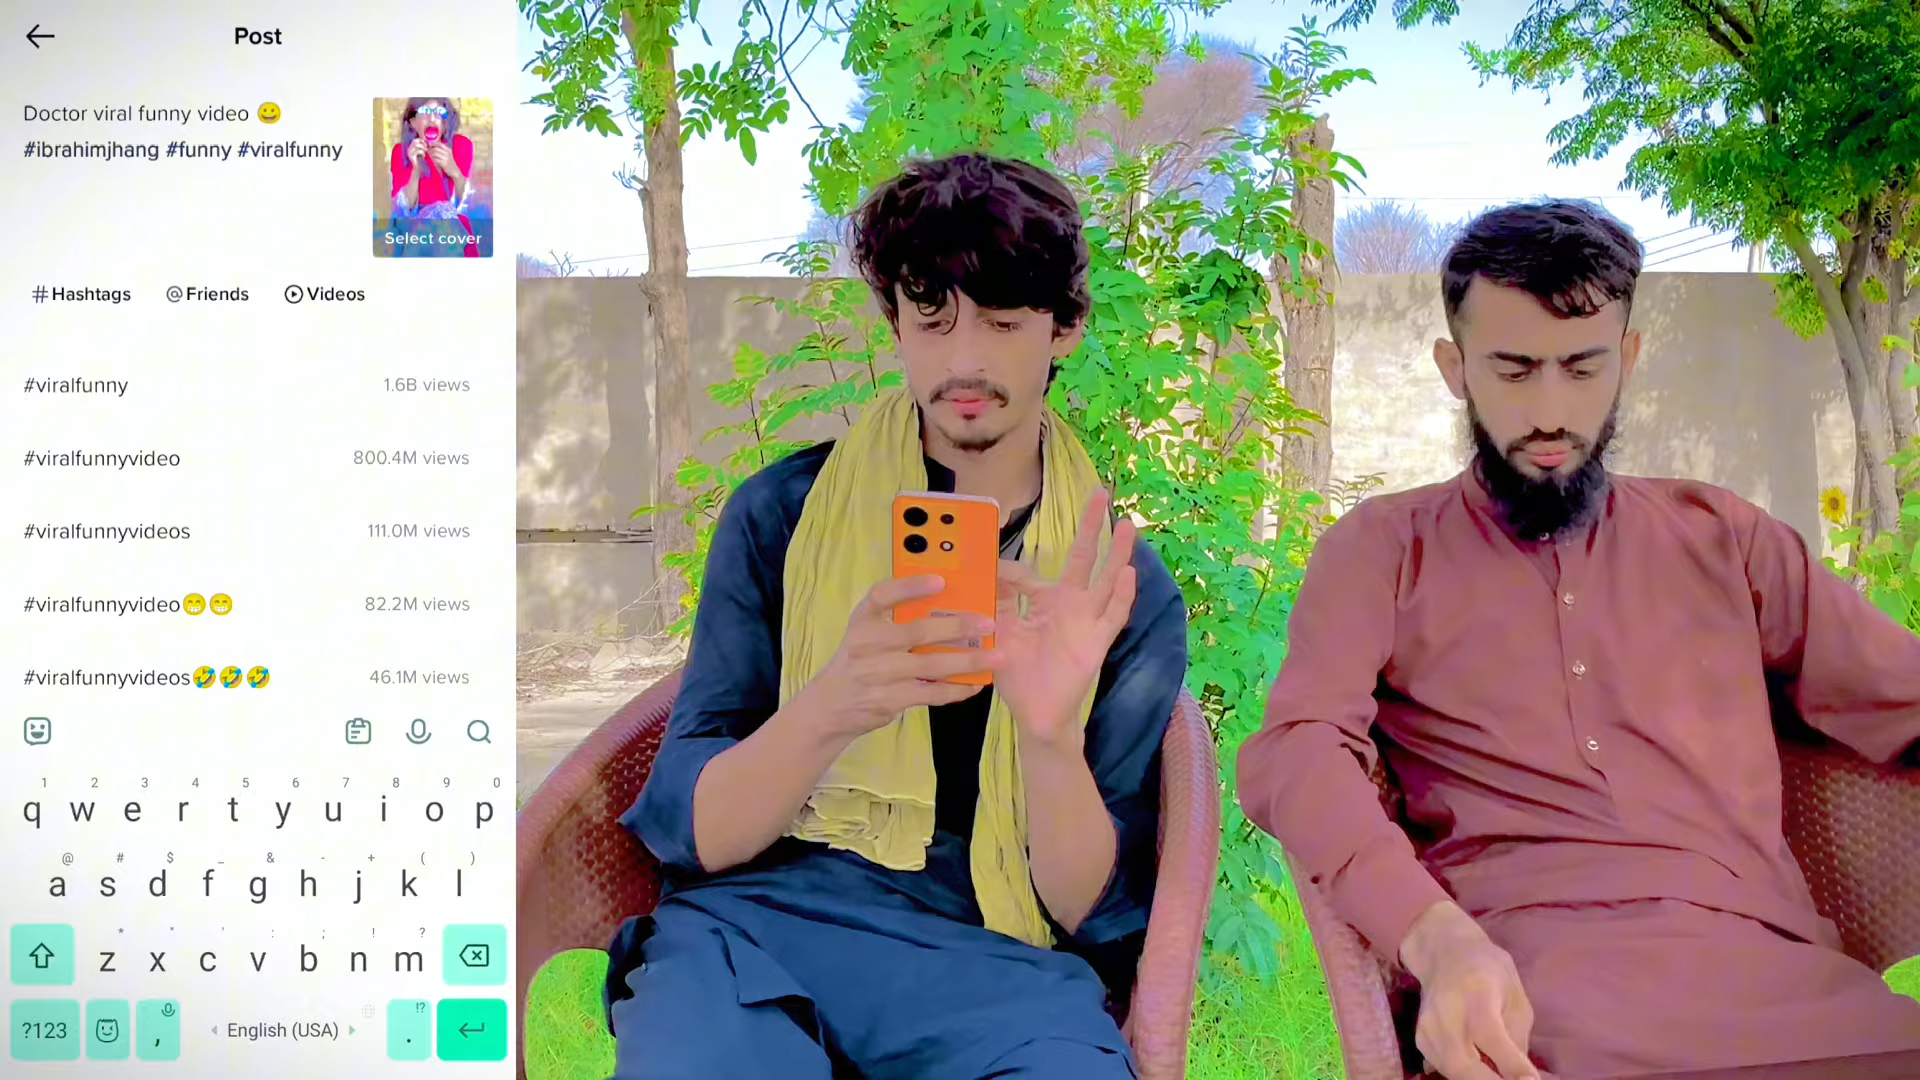 Post
Doctor viral funny video 😀
#ibrahimjhang #funny #viralfunny
Select cover
#Hashtags @Friends Videos
#viralfunny 1.6B views
#viralfunnyvideo 800.4M views
#viralfunnyvideos 111.0M views
#viralfunnyvideo😁😁 82.2M views
#viralfunnyvideos🤣🤣🤣 46.1M views
1 2 3 4 5 6 7 8 9 0
q w e r t y u i o p
@ # $ _ & - + ( )
a s d f g h j k l
* " ' : ; ! ?
z x c v b n m
!?
?123 , English (USA) .